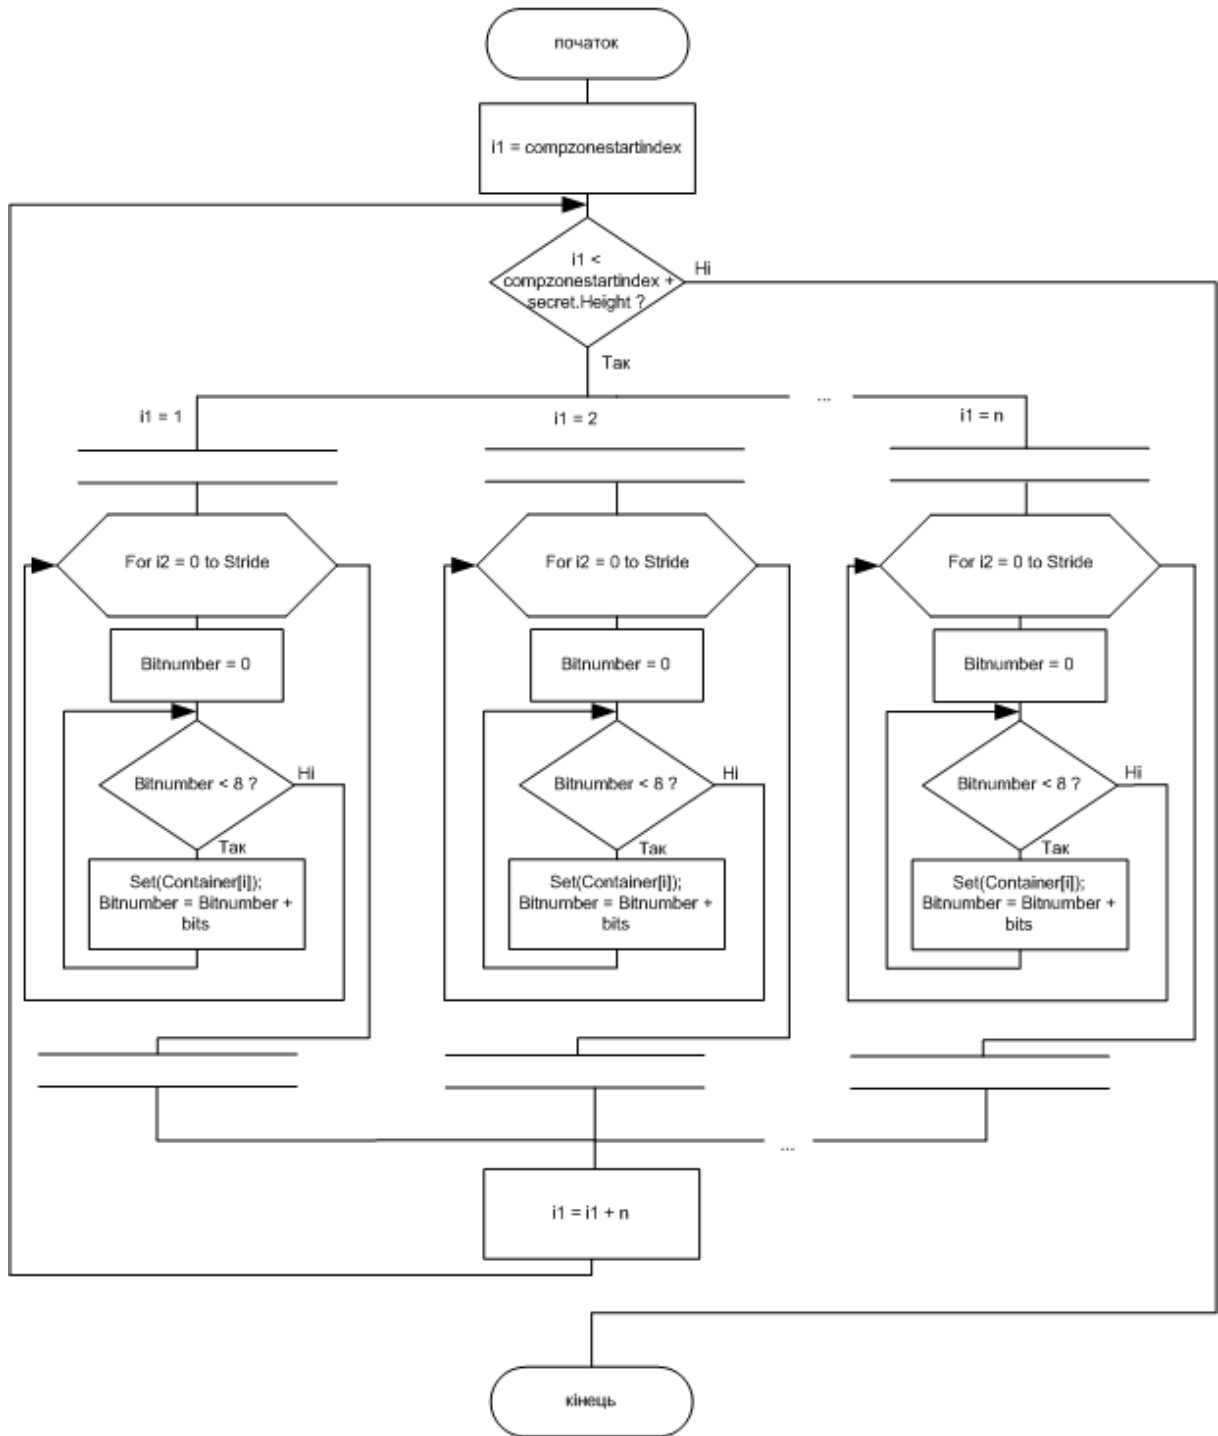 початок
i1 = compzonestartindex
i1 <
compzonestartindex +
secret.Height ?
Ні
Так
...
i1 = 1
i1 = 2
i1 = n
For i2 = 0 to Stride
For i2 = 0 to Stride
For i2 = 0 to Stride
Bitnumber = 0
Bitnumber = 0
Bitnumber = 0
Bitnumber < 8 ?
Ні
Bitnumber < 8 ?
Ні
Bitnumber < 8 ?
Ні
Так
Так
Так
Set(Container[i]);
Bitnumber = Bitnumber +
bits
Set(Container[i]);
Bitnumber = Bitnumber +
bits
Set(Container[i]);
Bitnumber = Bitnumber +
bits
...
i1 = i1 + n
кінець